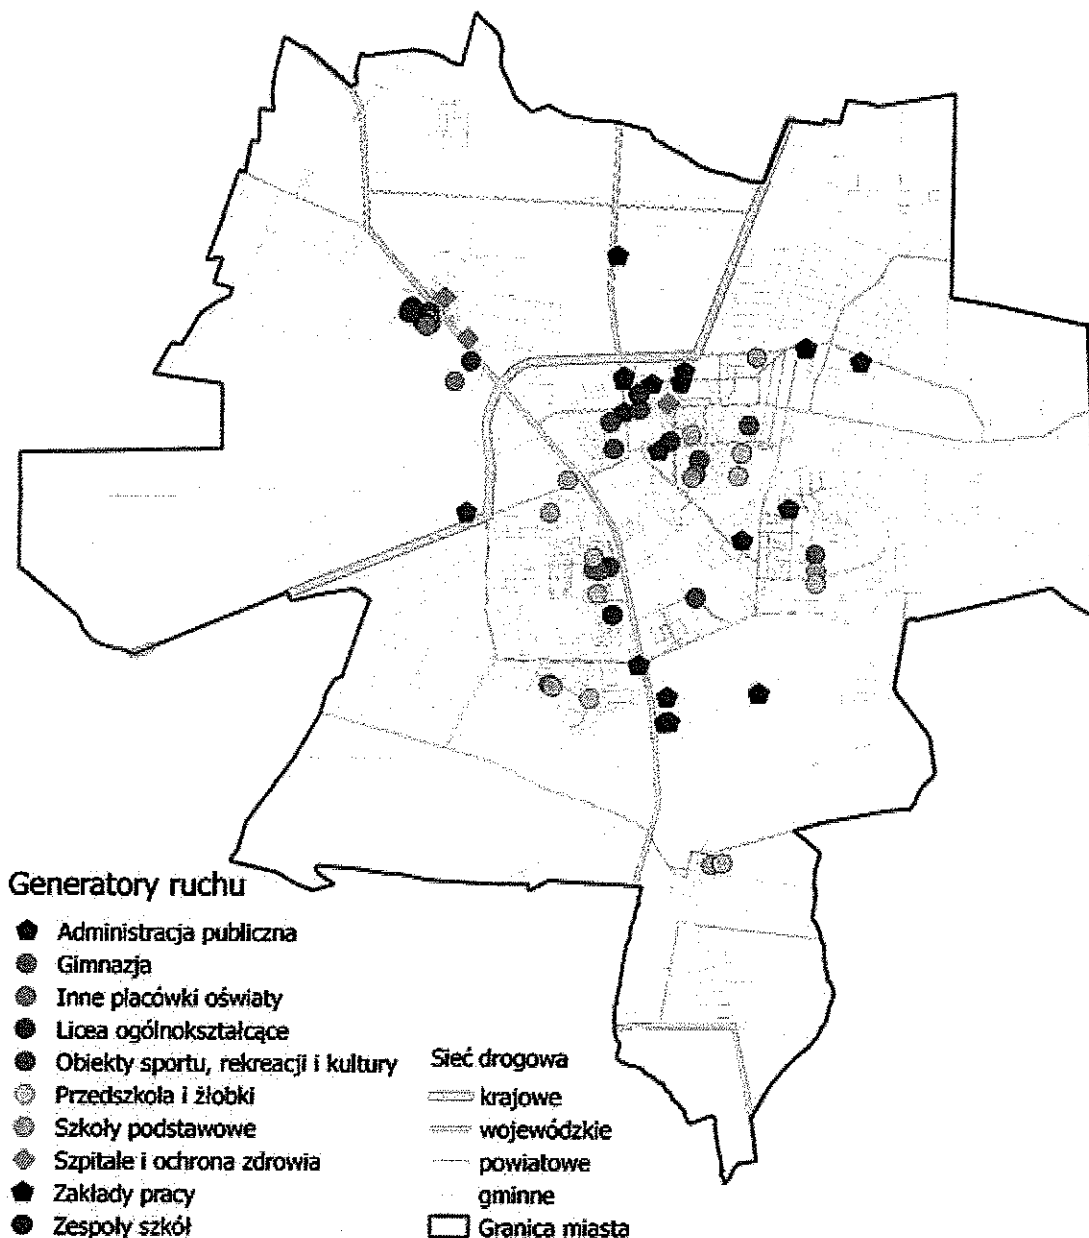 Generatory ruchu
Administracja publiczna
Gimnazja
Inne placówki oświaty
Licea ogólnokształcące
Obiekty sportu, rekreacji i kultury
Przedszkola i żłobki
Szkoły podstawowe
Szpitale i ochrona zdrowia
Zakłady pracy
Zespoły szkół
Sieć drogowa
krajowe
wojewódzkie
powiatowe
gminne
Granica miasta